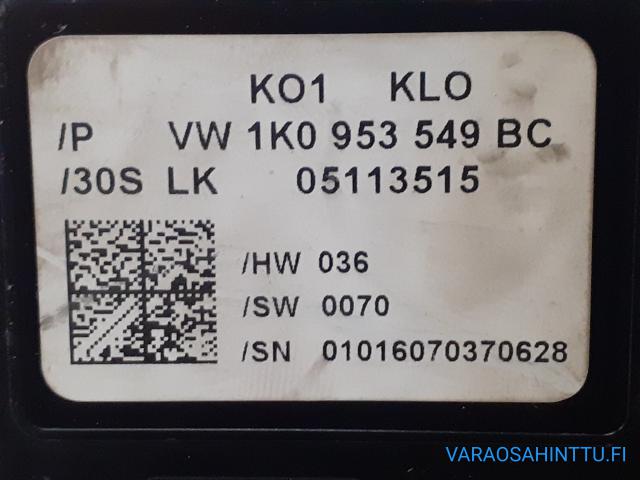 KO1 KLO
/P VW 1K0 953 549 BC
/30S LK 05113515
/HW 036
/SW 0070
/SN 01016070370628
VARAOSAHINTTU.FI